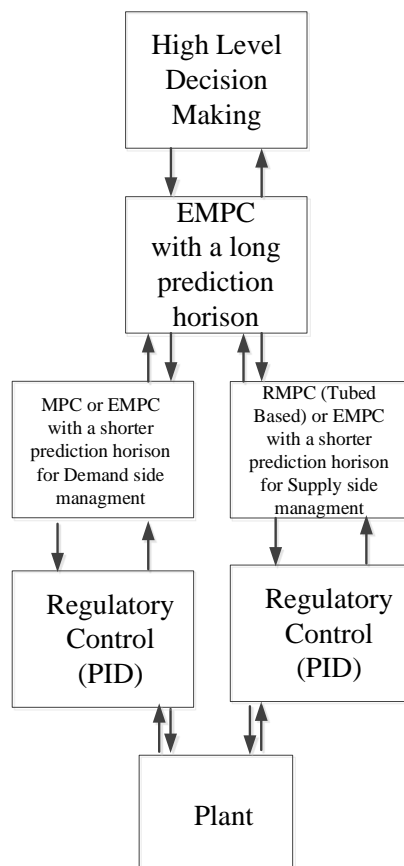 High Level
Decision
Making
EMPC
with a long
prediction
horison
MPC or EMPC
with a shorter
prediction horison
for Demand side
managment
RMPC (Tubed
Based) or EMPC
with a shorter
prediction horison
for Supply side
managment
Regulatory
Control
(PID)
Regulatory
Control
(PID)
Plant